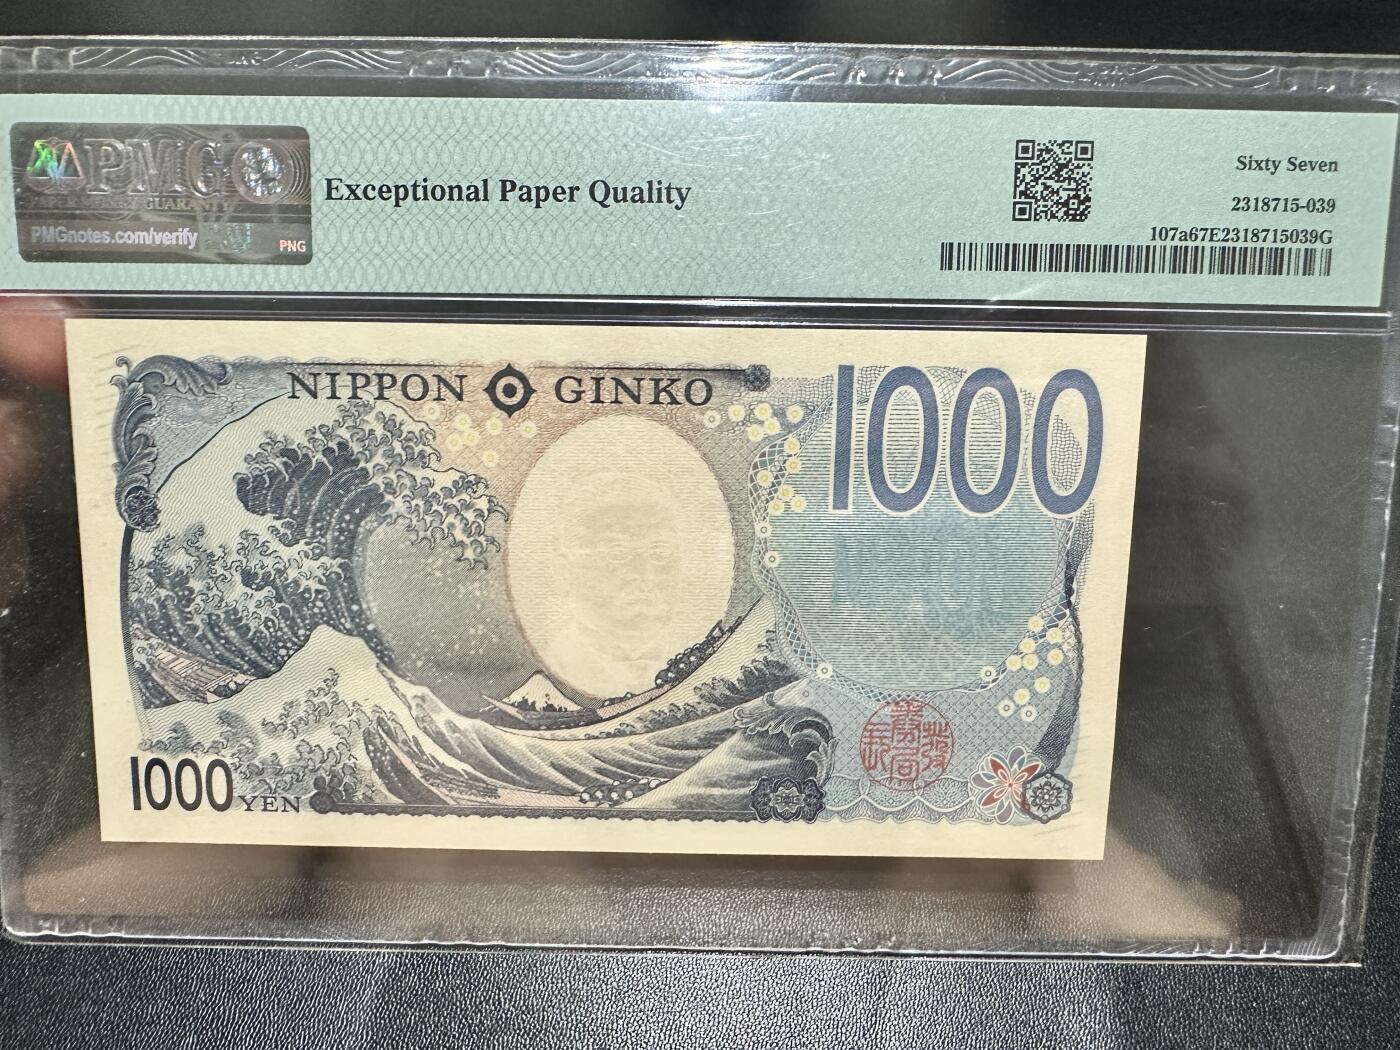 PMG
PAPER MONEY GUARANTY
PMGnotes.com/verify
PNG
Exceptional Paper Quality
Sixty Seven
2318715-039
107a67E2318715039G
NIPPON GINKO
1000
NIPPON
1000 YEN